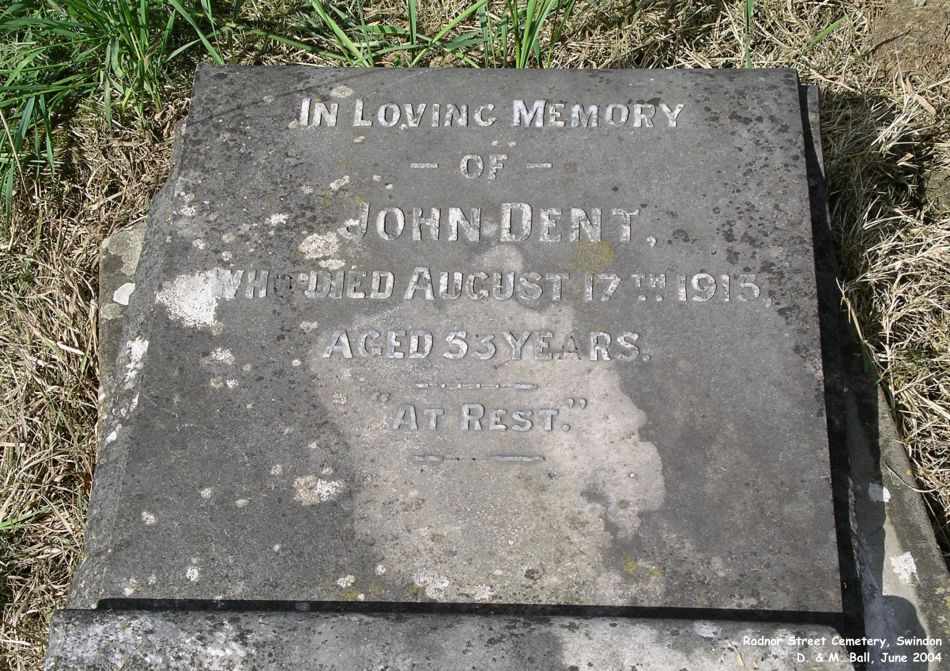 IN LOVING MEMORY
– OF –
JOHN DENT,
WHO DIED AUGUST 17TH 1915,
AGED 53 YEARS.
"AT REST."
Radnor Street Cemetery, Swindon
D. & M. Ball, June 2004